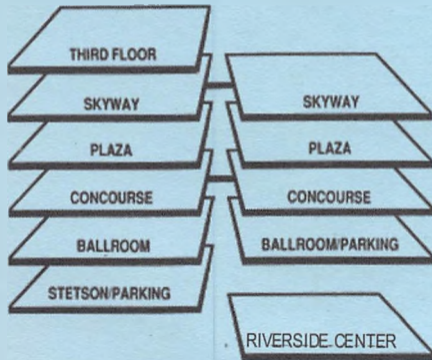 THIRD FLOOR
SKYWAY
SKYWAY
PLAZA
PLAZA
CONCOURSE
CONCOURSE
BALLROOM
BALLROOM/PARKING
STETSON/PARKING
RIVERSIDE CENTER